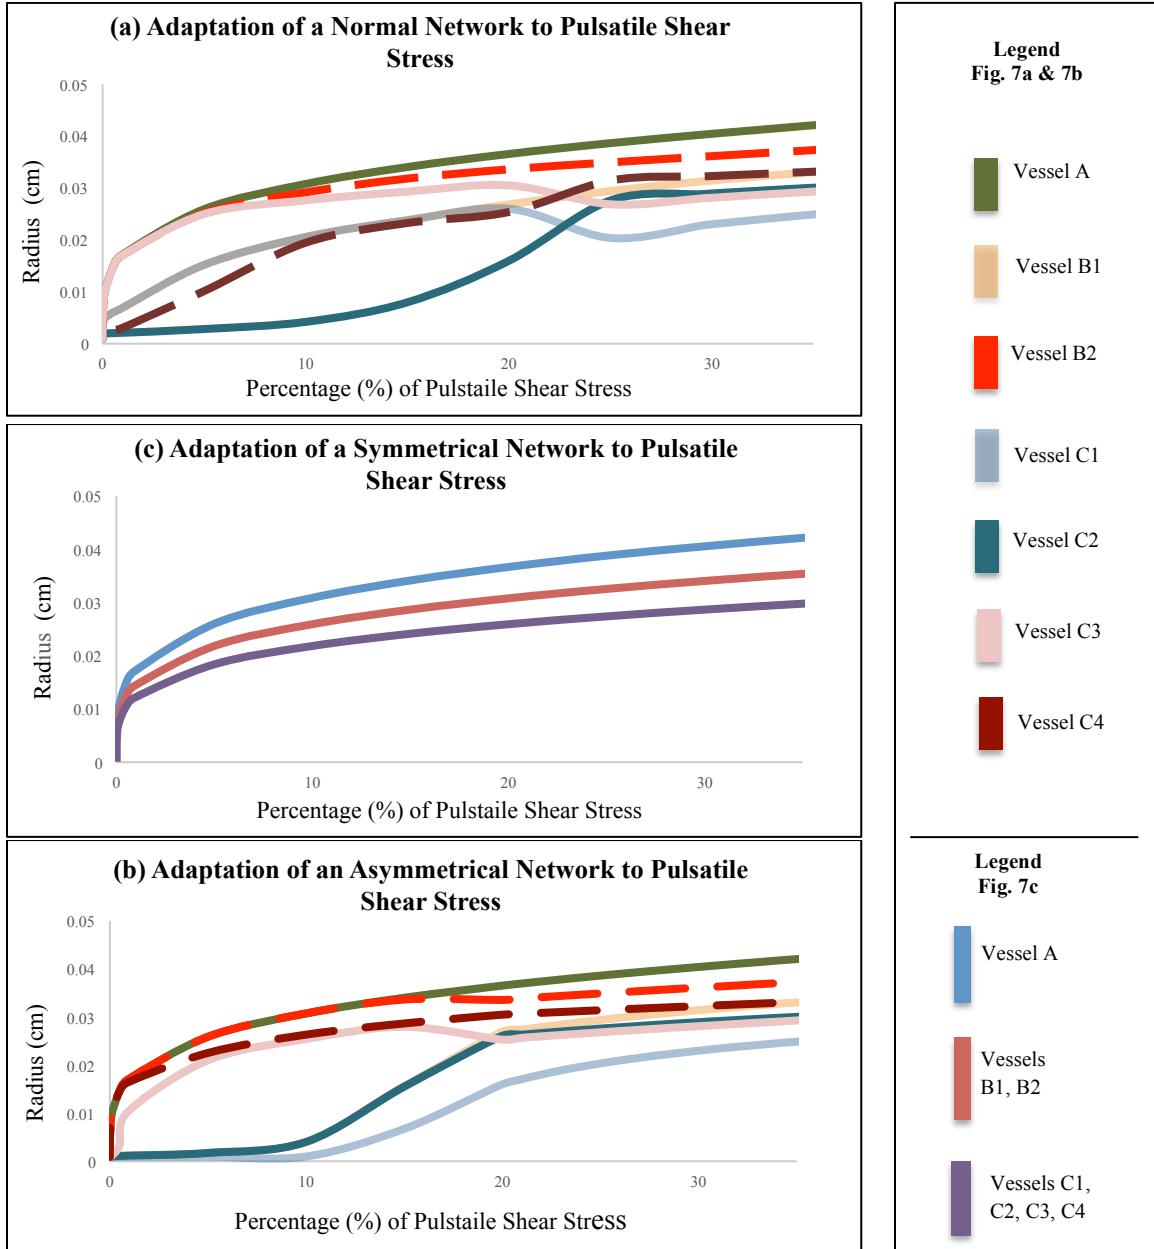 (a) Adaptation of a Normal Network to Pulsatile Shear
Stress
0.05
0.04
0.03
0.02
0.01
0
Radius (cm)
0
10
20
30
Percentage (%) of Pulstaile Shear Stress
(c) Adaptation of a Symmetrical Network to Pulsatile
Shear Stress
0.05
0.04
0.03
0.02
0.01
0
Radius (cm)
0
10
20
30
Percentage (%) of Pulstaile Shear Stress
(b) Adaptation of an Asymmetrical Network to Pulsatile
Shear Stress
0.05
0.04
0.03
0.02
0.01
0
Radius (cm)
0
10
20
30
Percentage (%) of Pulstaile Shear Stress
Legend
Fig. 7a & 7b
Vessel A
Vessel B1
Vessel B2
Vessel C1
Vessel C2
Vessel C3
Vessel C4
Legend
Fig. 7c
Vessel A
Vessels
B1, B2
Vessels C1,
C2, C3, C4